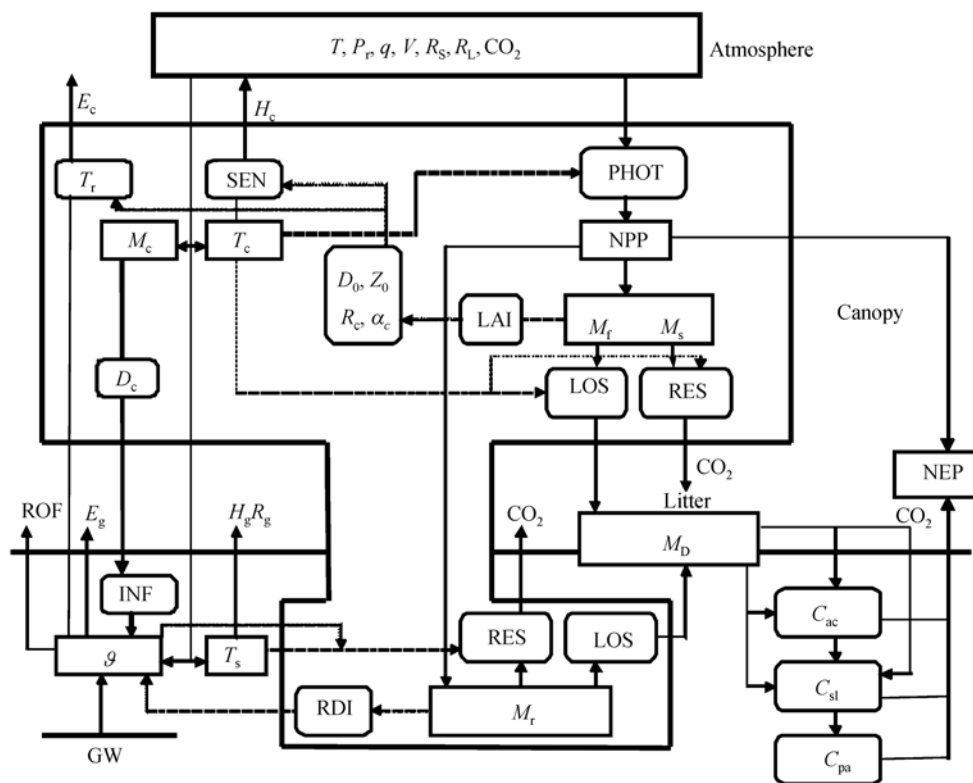 T, Pr, q, V, RS, RL, CO2
Atmosphere
Ec
Hc
Tr
SEN
PHOT
Mc
Tc
NPP
D0, Z0
Rc, αc
LAI
Mf
Ms
Canopy
Dc
LOS
RES
CO2
NEP
Litter
ROF
Eg
HgRg
CO2
CO2
MD
INF
Cac
RES
LOS
ϑ
Ts
Csl
RDI
Mr
GW
Cpa